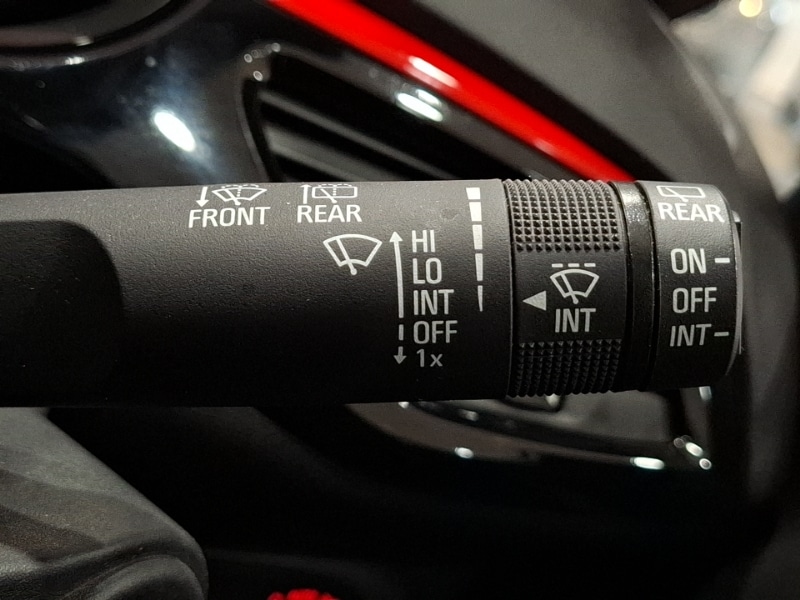 FRONT REAR
HI
LO
INT
OFF
1x
INT
REAR
ON
OFF
INT